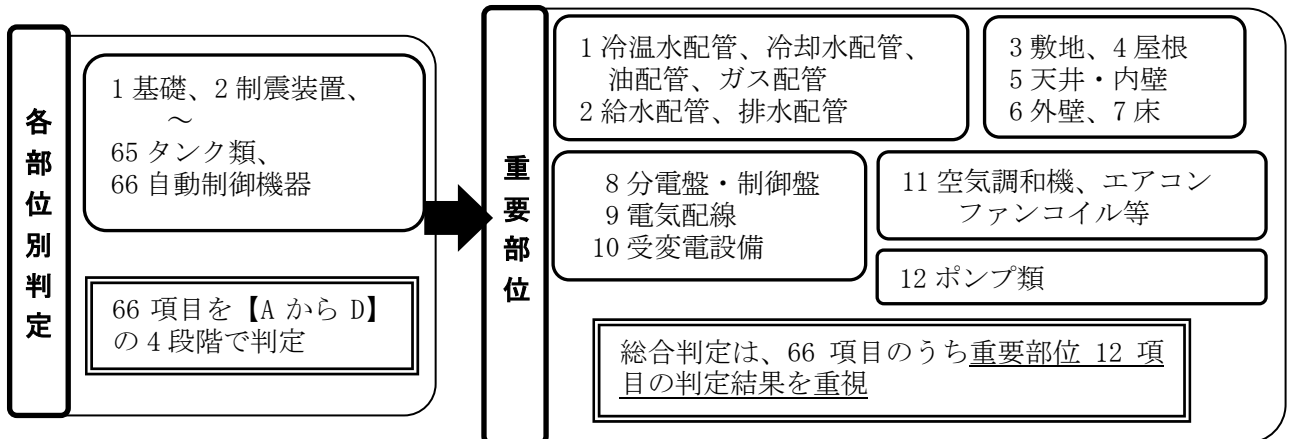 各部位別判定
1 基礎、2 制震装置、
～
65 タンク類、
66 自動制御機器
66 項目を【A から D】
の 4 段階で判定
重要部位
1 冷温水配管、冷却水配管、
油配管、ガス配管
2 給水配管、排水配管
3 敷地、4 屋根
5 天井・内壁
6 外壁、7 床
8 分電盤・制御盤
9 電気配線
10 受変電設備
11 空気調和機、エアコン
ファンコイル等
12 ポンプ類
総合判定は、66 項目のうち重要部位 12 項
目の判定結果を重視